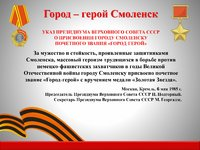 Город – герой Смоленск
УКАЗ ПРЕЗИДИУМА ВЕРХОВНОГО СОВЕТА СССР
О ПРИСВОЕНИИ ГОРОДУ СМОЛЕНСКУ
ПОЧЕТНОГО ЗВАНИЯ «ГОРОД-ГЕРОЙ»
За мужество и стойкость, проявленные защитниками
Смоленска, массовый героизм трудящихся в борьбе против
немецко-фашистских захватчиков в годы Великой
Отечественной войны городу Смоленску присвоено почетное
звание «Город-герой» с вручением медали «Золотая Звезда».
Москва, Кремль, 6 мая 1985 г.
Председатель Президиума Верховного Совета СССР Н. Подгорный.
Секретарь Президиума Верховного Совета СССР М. Георгадзе.